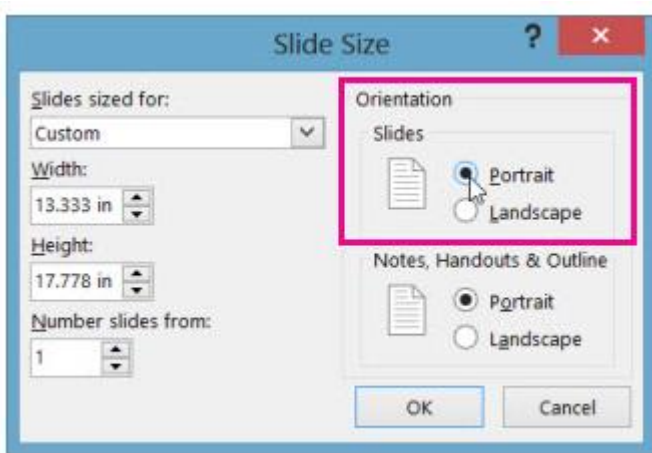 Slide Size
?
Slides sized for:
Custom
Width:
13.333 in
Height:
17.778 in
Number slides from:
1
Orientation
Slides
Portrait
Landscape
Notes, Handouts & Outline
Portrait
Landscape
OK
Cancel